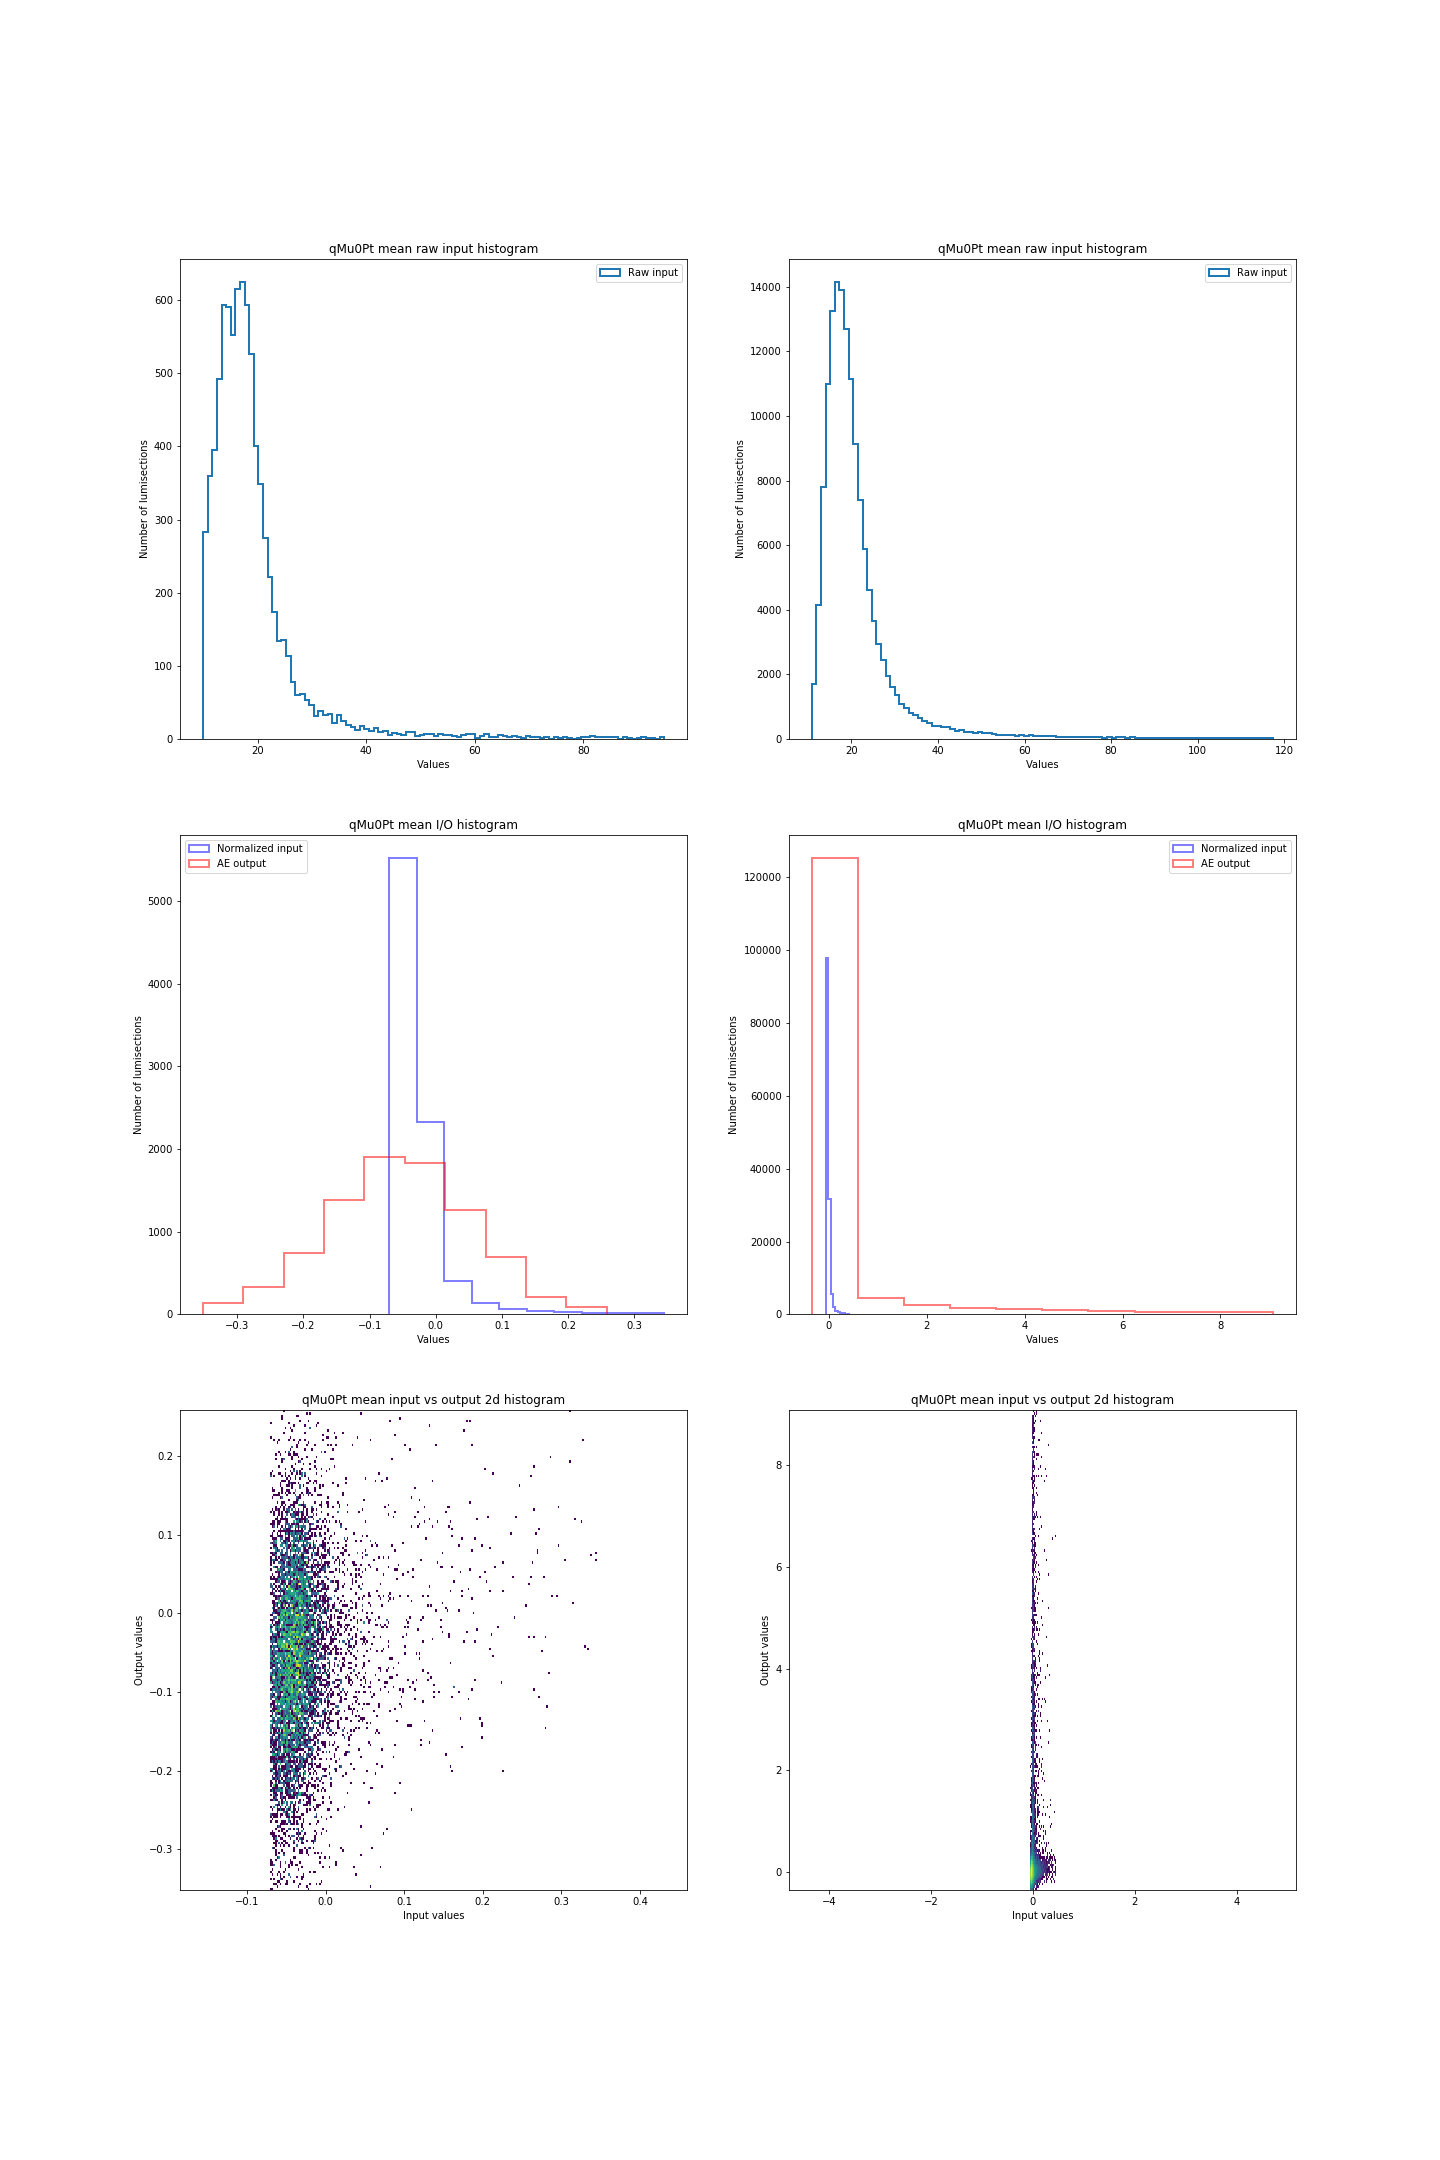 qMu0Pt mean raw input histogram
Raw input
600
500
400
300
200
100
0
Number of lumisections
20 40 60 80
Values
qMu0Pt mean raw input histogram
Raw input
14000
12000
10000
8000
6000
4000
2000
0
Number of lumisections
20 40 60 80 100 120
Values
qMu0Pt mean I/O histogram
Normalized input
AE output
5000
4000
3000
2000
1000
0
Number of lumisections
−0.3 −0.2 −0.1 0.0 0.1 0.2 0.3
Values
qMu0Pt mean I/O histogram
Normalized input
AE output
120000
100000
80000
60000
40000
20000
0
Number of lumisections
0 2 4 6 8
Values
qMu0Pt mean input vs output 2d histogram
0.2
0.1
0.0
−0.1
−0.2
−0.3
Output values
−0.1 0.0 0.1 0.2 0.3 0.4
Input values
qMu0Pt mean input vs output 2d histogram
8
6
4
2
0
Output values
−4 −2 0 2 4
Input values